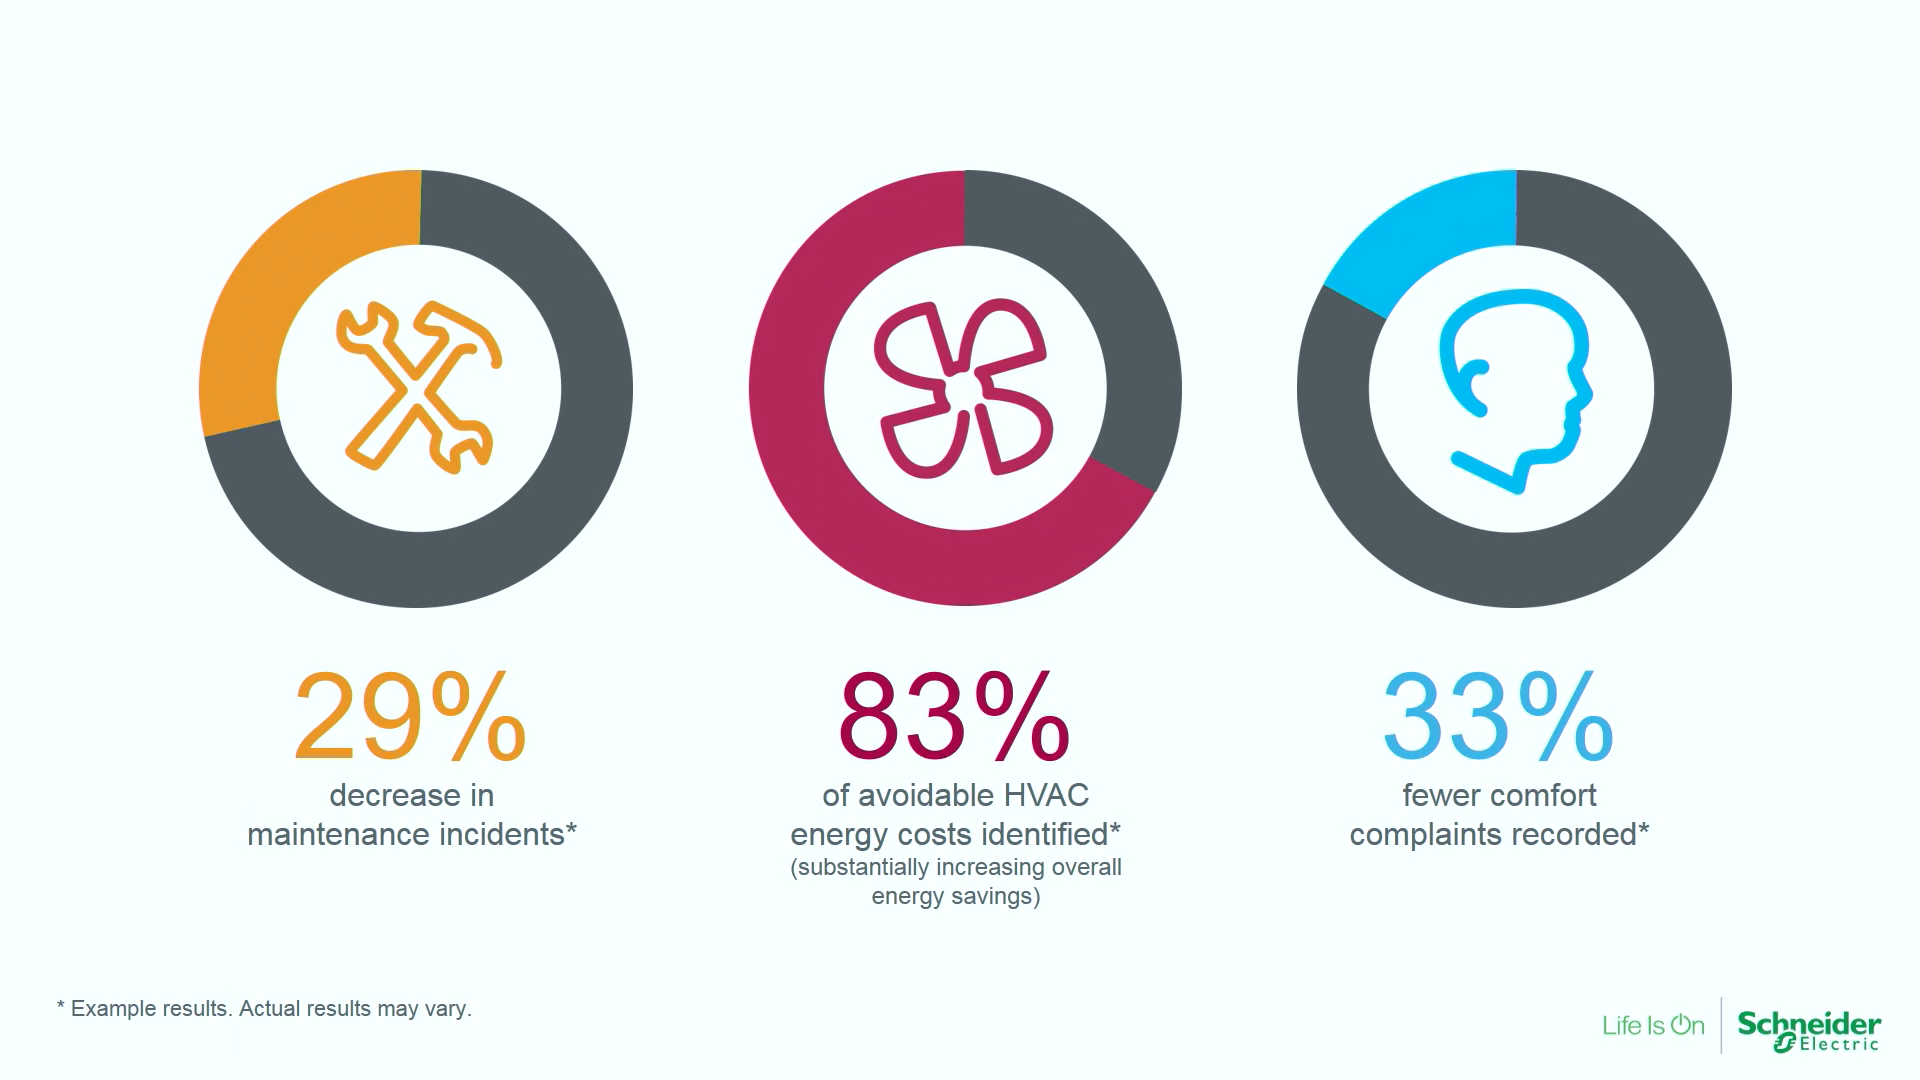 29%
decrease in
maintenance incidents*
83%
of avoidable HVAC
energy costs identified*
(substantially increasing overall
energy savings)
33%
fewer comfort
complaints recorded*
* Example results. Actual results may vary.
Life Is On
Schneider
Electric